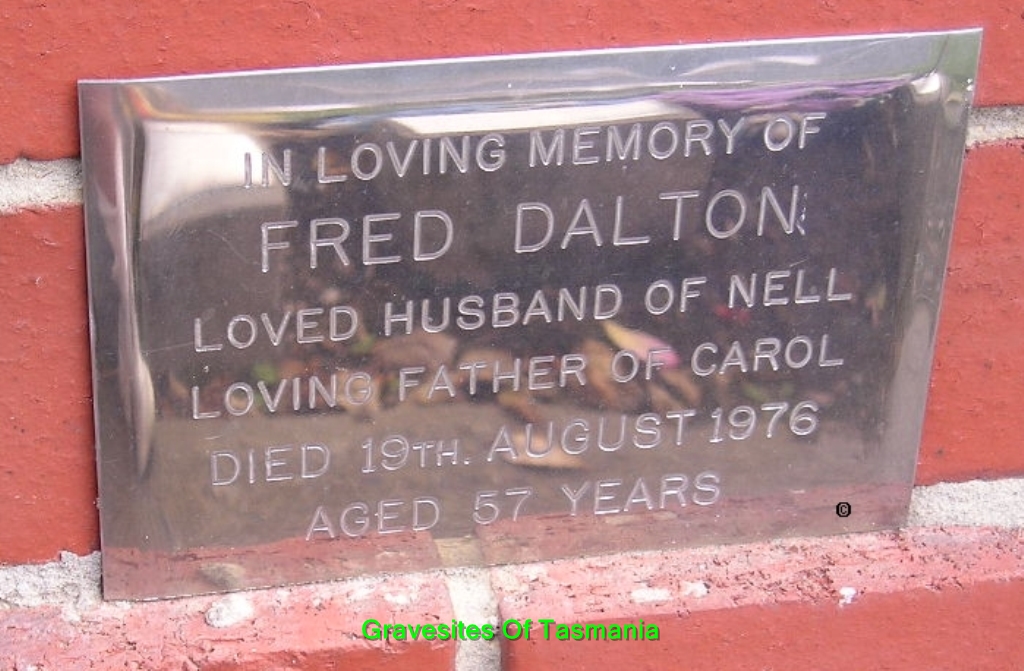 IN LOVING MEMORY OF
FRED DALTON
LOVED HUSBAND OF NELL
LOVING FATHER OF CAROL
DIED 19TH. AUGUST 1976
AGED 57 YEARS
©
Gravesites Of Tasmania